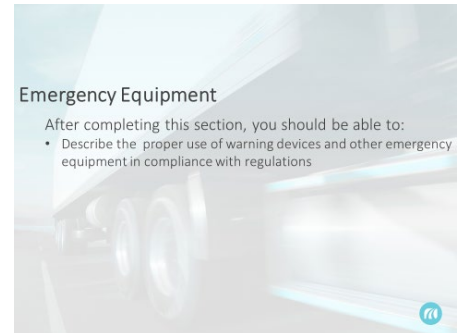 Emergency Equipment
After completing this section, you should be able to:
• Describe the proper use of warning devices and other emergency
equipment in compliance with regulations